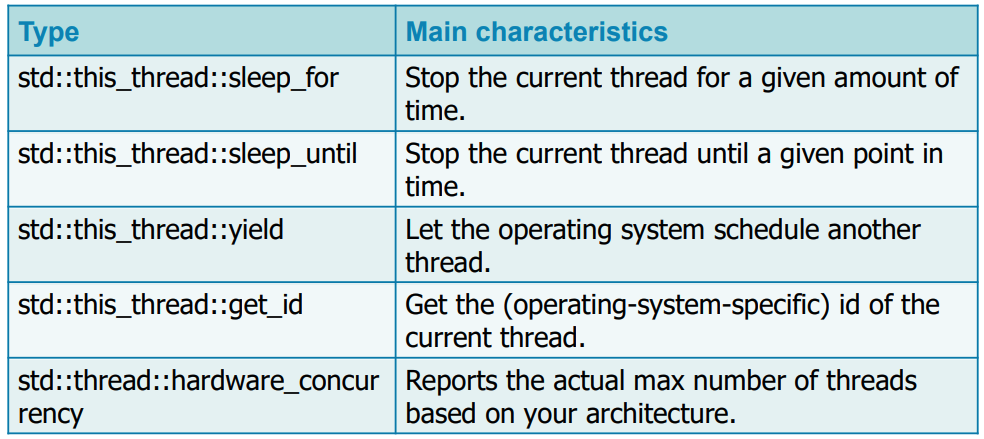 Type
Main characteristics
std::this_thread::sleep_for
Stop the current thread for a given amount of
time.
std::this_thread::sleep_until
Stop the current thread until a given point in
time.
std::this_thread::yield
Let the operating system schedule another
thread.
std::this_thread::get_id
Get the (operating-system-specific) id of the
current thread.
std::thread::hardware_concur
rency
Reports the actual max number of threads
based on your architecture.